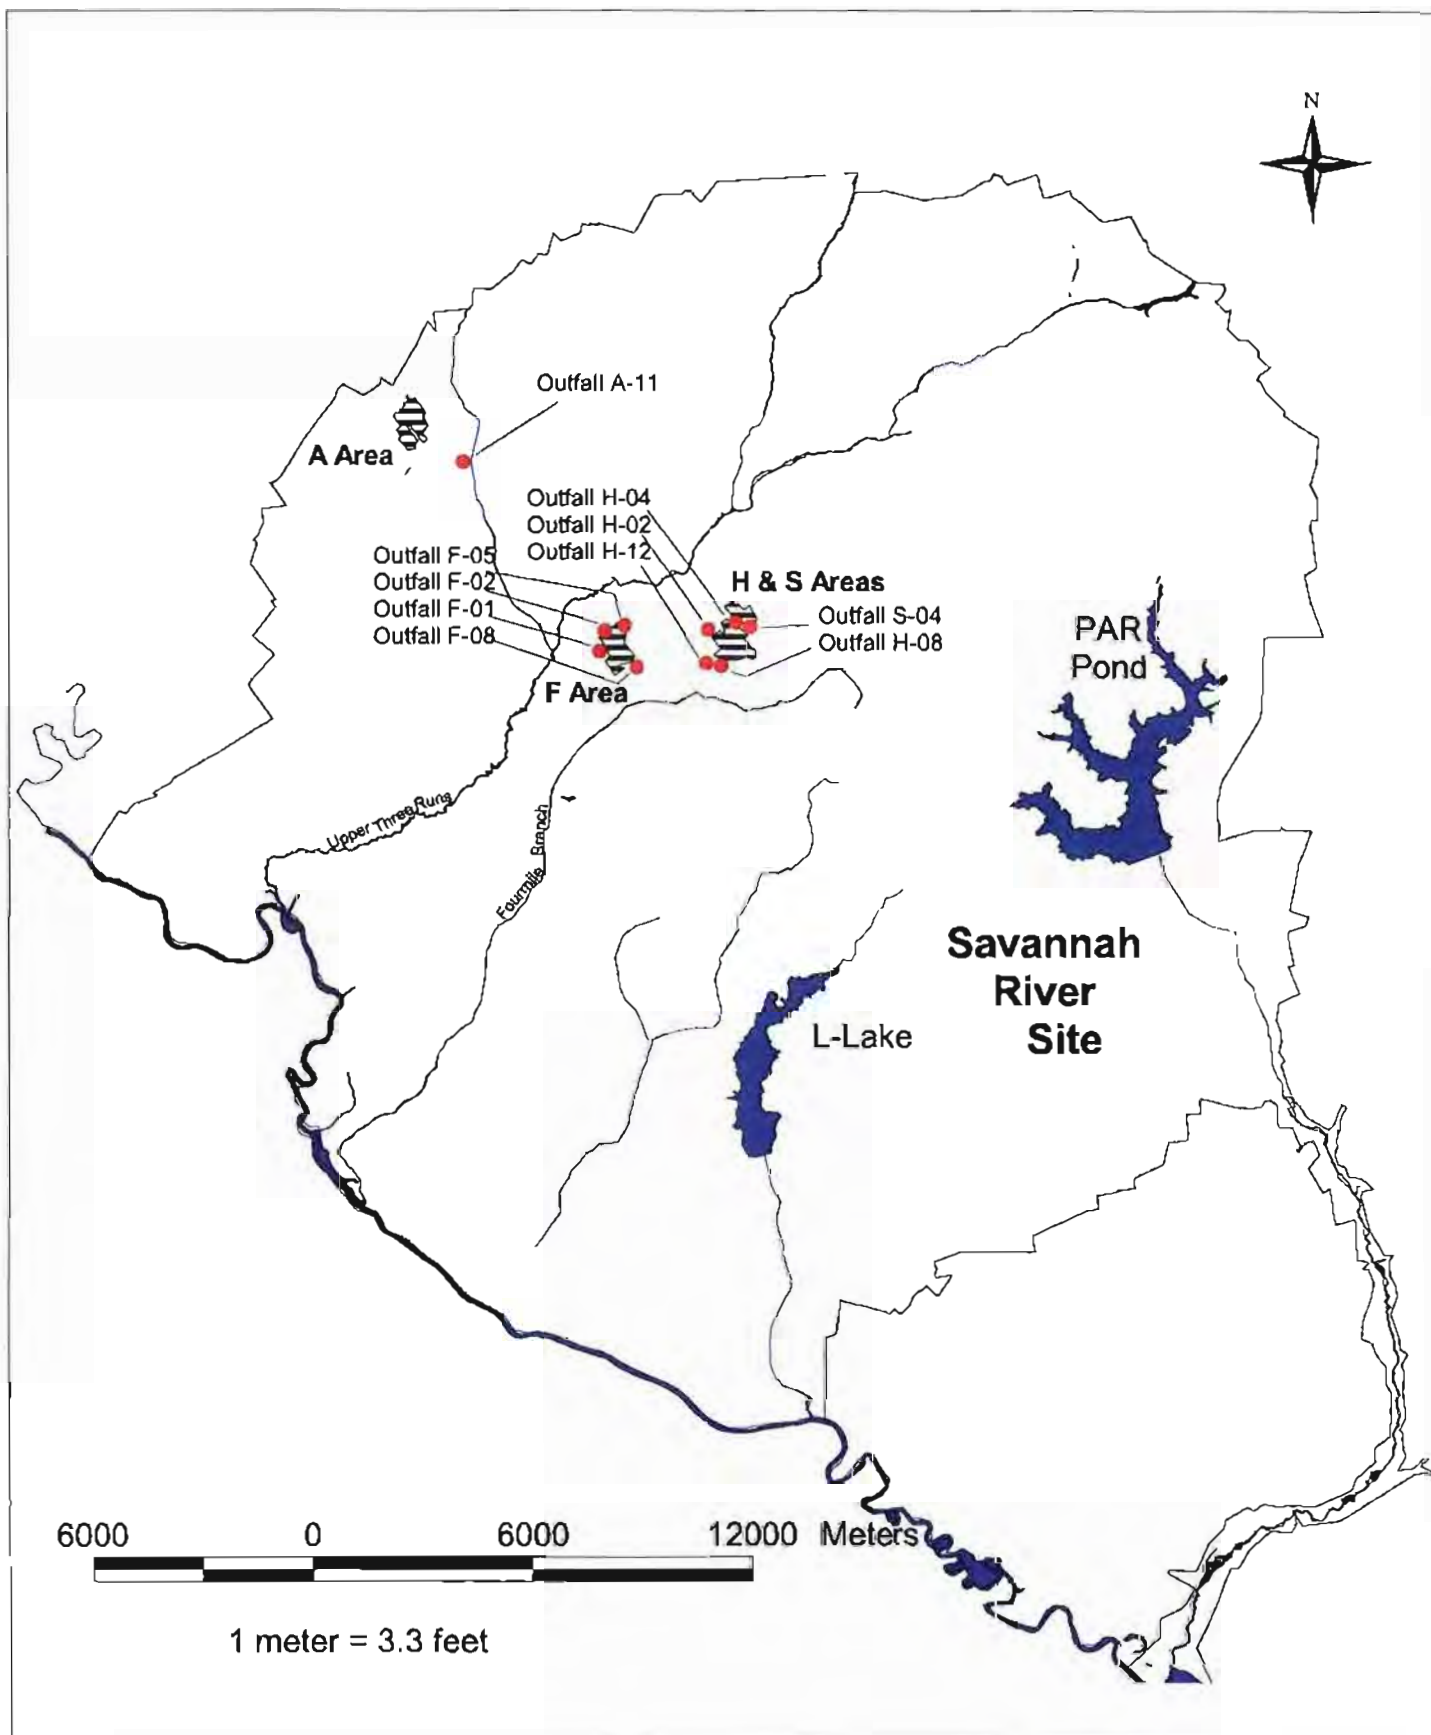 N
Outfall A-11
A Area
Outfall H-04
Outfall H-02
Outfall H-12
Outfall F-05
Outfall F-02
Outfall F-01
Outfall F-08
H & S Areas
Outfall S-04
Outfall H-08
F Area
PAR
Pond
Upper Three Runs
Fourmile Branch
Savannah
River
Site
L-Lake
6000 0 6000 12000 Meters
1 meter = 3.3 feet